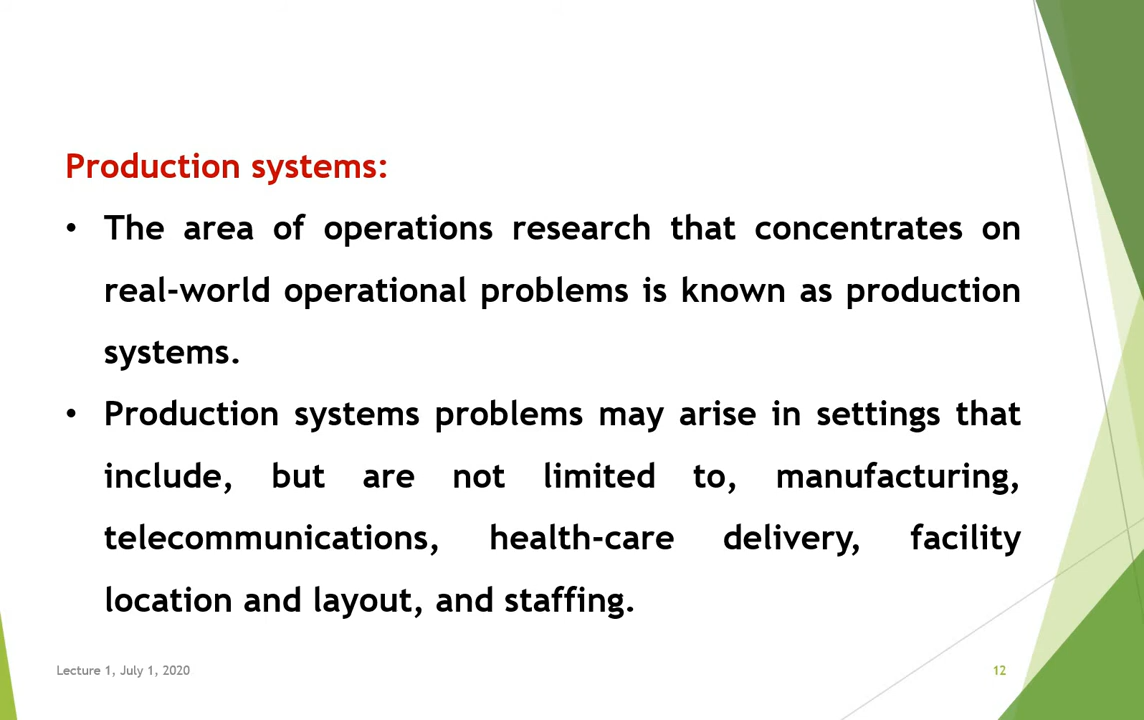 Production systems:
• The area of operations research that concentrates on
real-world operational problems is known as production
systems.
• Production systems problems may arise in settings that
include, but are not limited to, manufacturing,
telecommunications, health-care delivery, facility
location and layout, and staffing.
Lecture 1, July 1, 2020
12